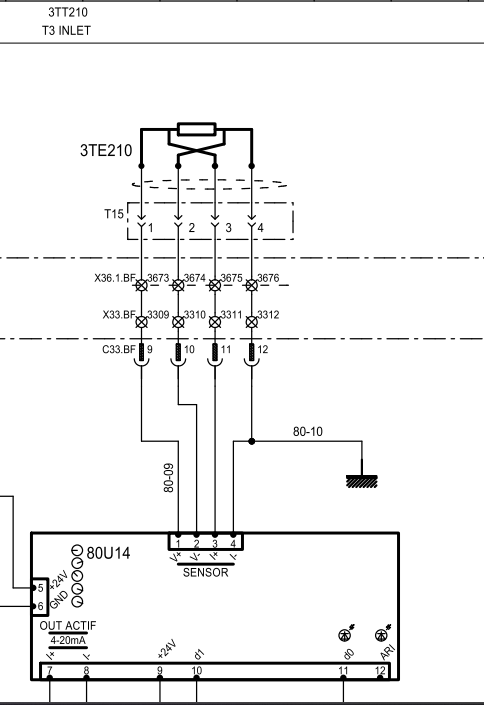 3TT210
T3 INLET
3TE210
T15
1 2 3 4
X36.1.BF 3673 3674 3675 3676
X33.BF 3309 3310 3311 3312
C33.BF 9 10 11 12
80-10
80-09
1 2 3 4
V+ V- I+ I-
SENSOR
80U14
5 +24V
6 GND
OUT ACTIF
4-20mA
I+ I- +24V d1 d0 ARI
7 8 9 10 11 12